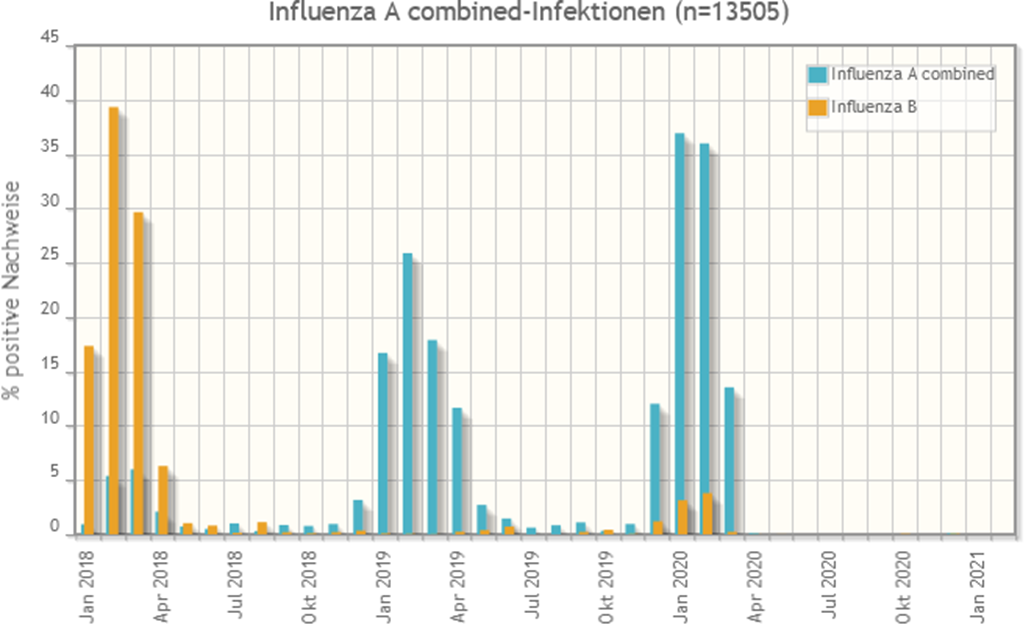 Influenza A combined-Infektionen (n=13505)
45
40
35
30
25
20
15
10
5
0
% positive Nachweise
Influenza A combined
Influenza B
Jan 2018
Apr 2018
Jul 2018
Okt 2018
Jan 2019
Apr 2019
Jul 2019
Okt 2019
Jan 2020
Apr 2020
Jul 2020
Okt 2020
Jan 2021